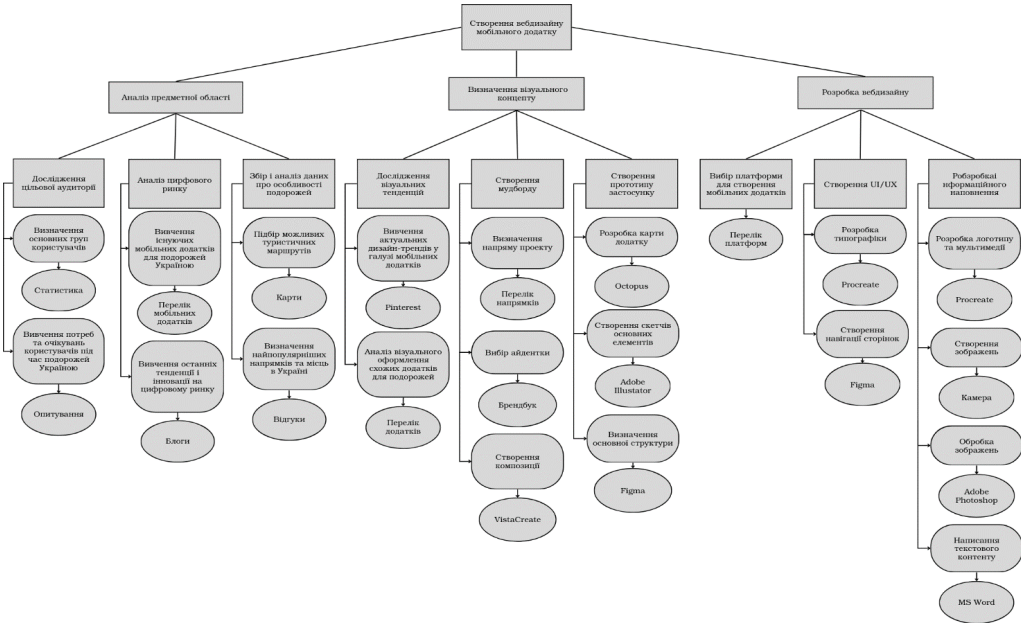 Створення вебдизайну
мобільного додатку
Аналіз предметної області
Визначення візуального
концепту
Розробка вебдизайну
Дослідження
цільової аудиторії
Аналіз цифрового
ринку
Збір і аналіз даних
про особливості
подорожей
Дослідження
візуальних
тенденцій
Створення
мудборду
Створення
прототипу
застосунку
Вибір платформи
для створення
мобільних додатків
Створення UI/UX
Робзробкаі
нформаційного
наповнення
Визначення
основних груп
користувачів
Статистика
Вивчення потреб
та очікувань
користувачів під
час подорожей
Україною
Опитування
Вивчення
існуючих
мобільних додатків
для подорожей
Україною
Перелік
мобільних
додатків
Вивчення останніх
тенденції і
інновації на
цифровому ринку
Блоги
Підбір можливих
туристичних
маршрутів
Карти
Визначення
найпопулярніших
напрямків та місць
в Україні
Відгуки
Вивчення
актуальних
дизайн-трендів у
галузі мобільних
додатків
Pinterest
Аналіз візуального
оформлення
схожих додатків
для подорожей
Перелік
додатків
Визначення
напряму проекту
Перелік
напрямків
Вибір айдентки
Брендбук
Створення
композиції
VistaCreate
Розробка карти
додатку
Octopus
Створення скетчів
основних
елементів
Adobe
Illustator
Визначення
основної структури
Figma
Перелік
платформ
Розробка
типографіки
Procreate
Створення
навігації сторінок
Figma
Розробка логотипу
та мультимедії
Procreate
Створення
зображень
Камера
Обробка
зображень
Adobe
Photoshop
Написання
текстового
контенту
MS Word